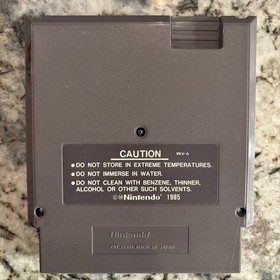 CAUTION REV-A
● DO NOT STORE IN EXTREME TEMPERATURES.
● DO NOT IMMERSE IN WATER.
● DO NOT CLEAN WITH BENZENE, THINNER,
ALCOHOL OR OTHER SUCH SOLVENTS.
©®Nintendo® 1985
Nintendo®
MADE IN JAPAN